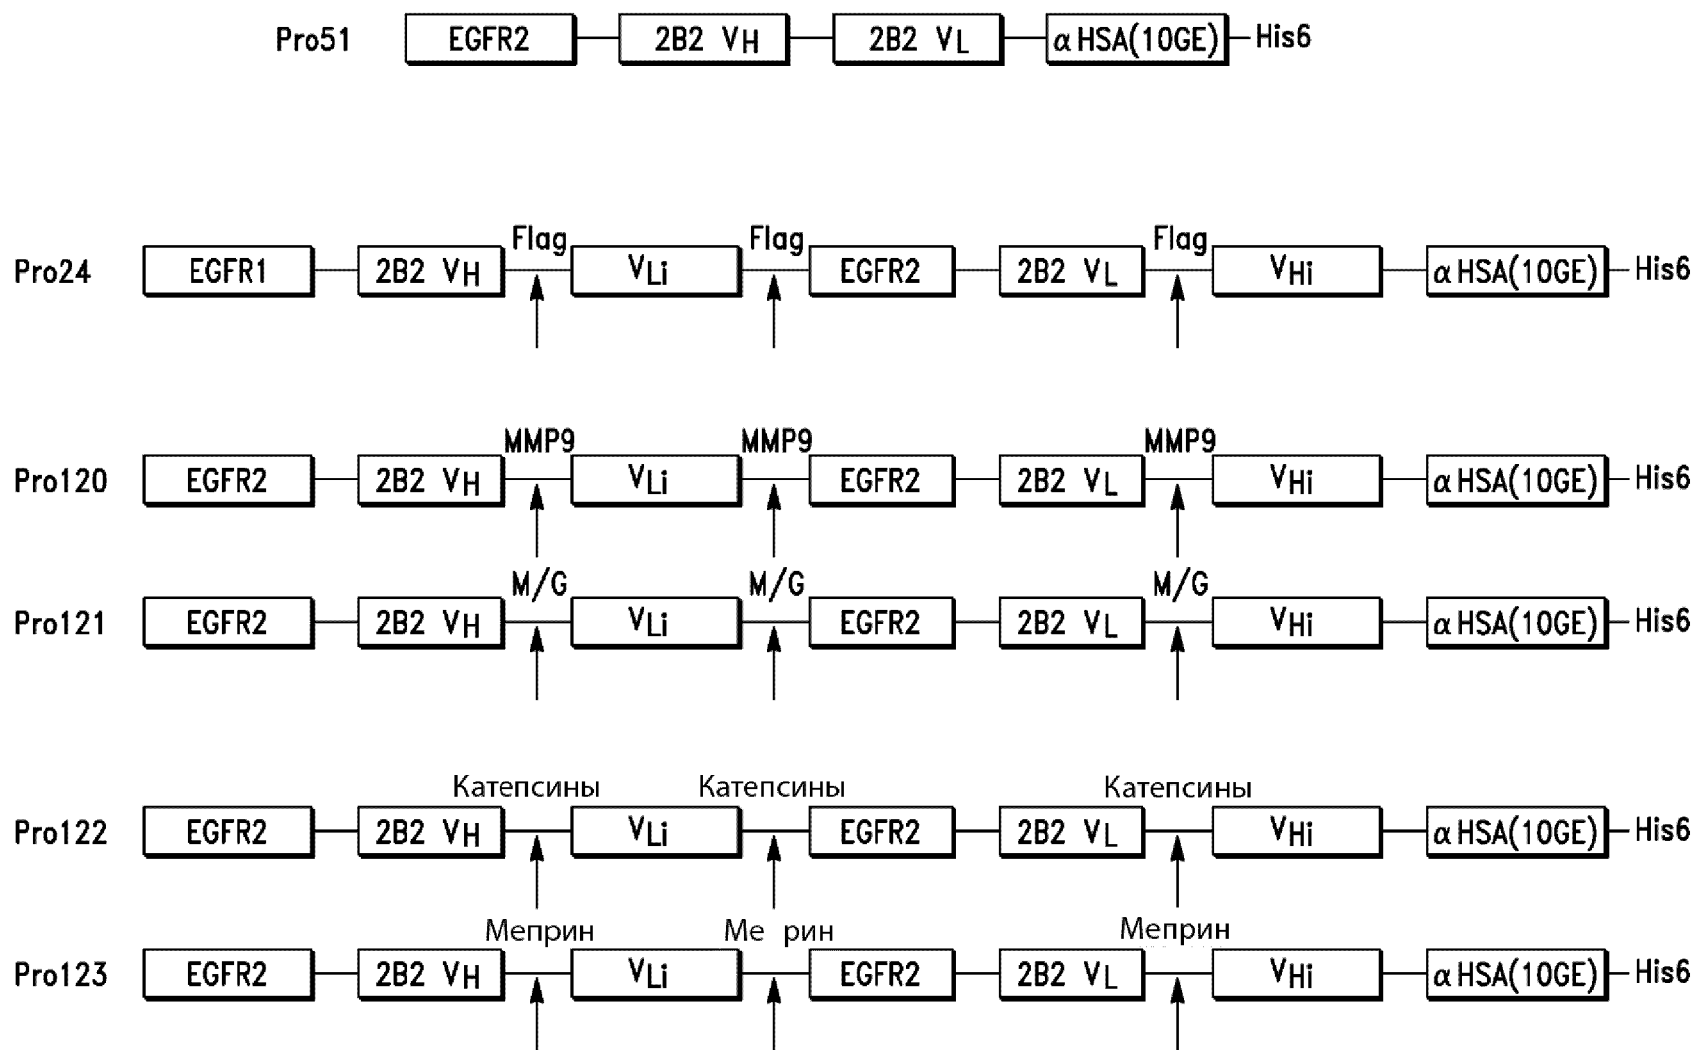 Pro51 EGFR2 2B2 VH 2B2 VL αHSA(10GE) His6
Flag Flag Flag
Pro24 EGFR1 2B2 VH VLi EGFR2 2B2 VL VHi αHSA(10GE) His6
MMP9 MMP9 MMP9
Pro120 EGFR2 2B2 VH VLi EGFR2 2B2 VL VHi αHSA(10GE) His6
M/G M/G M/G
Pro121 EGFR2 2B2 VH VLi EGFR2 2B2 VL VHi αHSA(10GE) His6
Катепсины Катепсины Катепсины
Pro122 EGFR2 2B2 VH VLi EGFR2 2B2 VL VHi αHSA(10GE) His6
Меприн Ме рин Меприн
Pro123 EGFR2 2B2 VH VLi EGFR2 2B2 VL VHi αHSA(10GE) His6